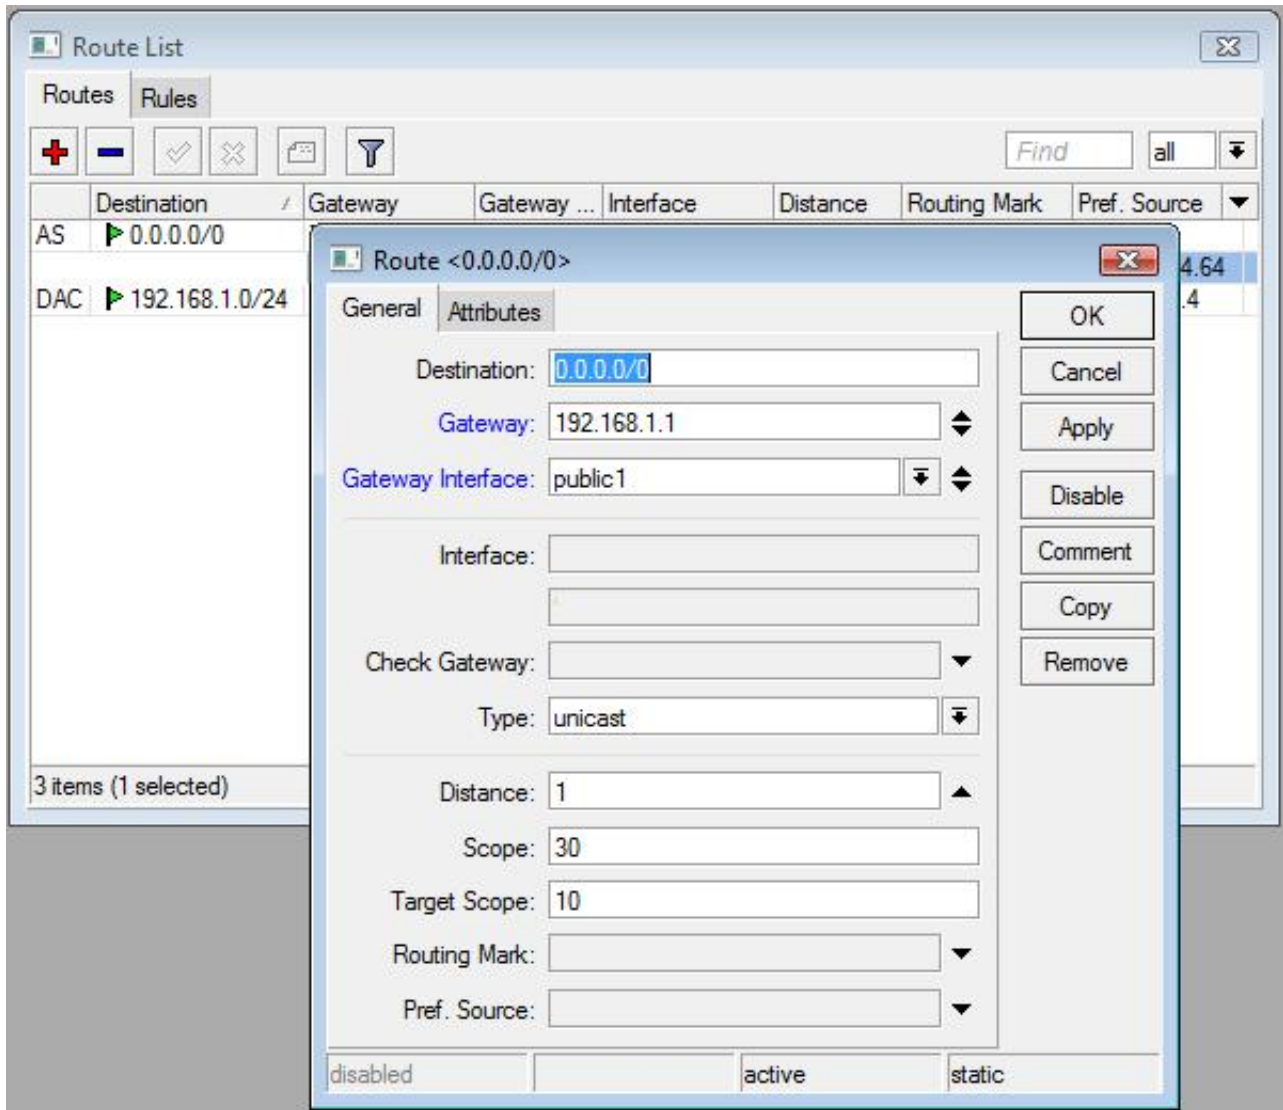 Route List
Routes Rules
Find all
Destination Gateway Gateway ... Interface Distance Routing Mark Pref. Source
AS 0.0.0.0/0
4.64
DAC 192.168.1.0/24 .4
3 items (1 selected)
Route <0.0.0.0/0>
General Attributes
Destination: 0.0.0.0/0
Gateway: 192.168.1.1
Gateway Interface: public1
Interface:
Check Gateway:
Type: unicast
Distance: 1
Scope: 30
Target Scope: 10
Routing Mark:
Pref. Source:
OK
Cancel
Apply
Disable
Comment
Copy
Remove
disabled active static